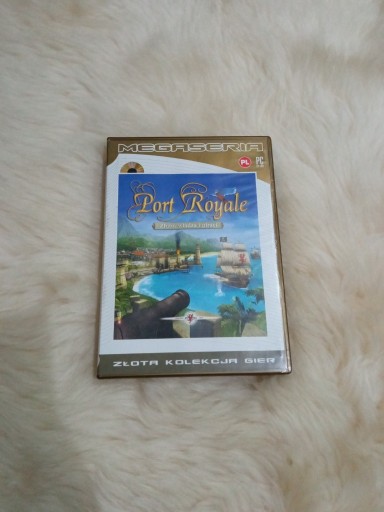 MEGASERIA
PL PC
Port Royale
ZŁOTA KOLEKCJA GIER